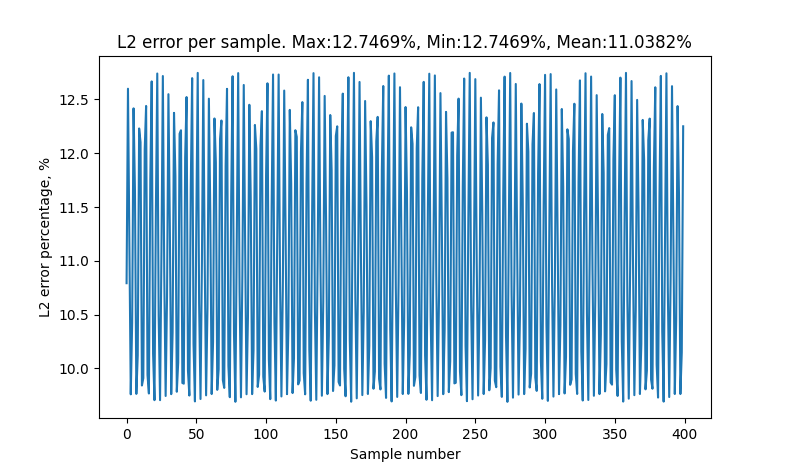 L2 error per sample. Max:12.7469%, Min:12.7469%, Mean:11.0382%
L2 error percentage, %
12.5
12.0
11.5
11.0
10.5
10.0
0 50 100 150 200 250 300 350 400
Sample number